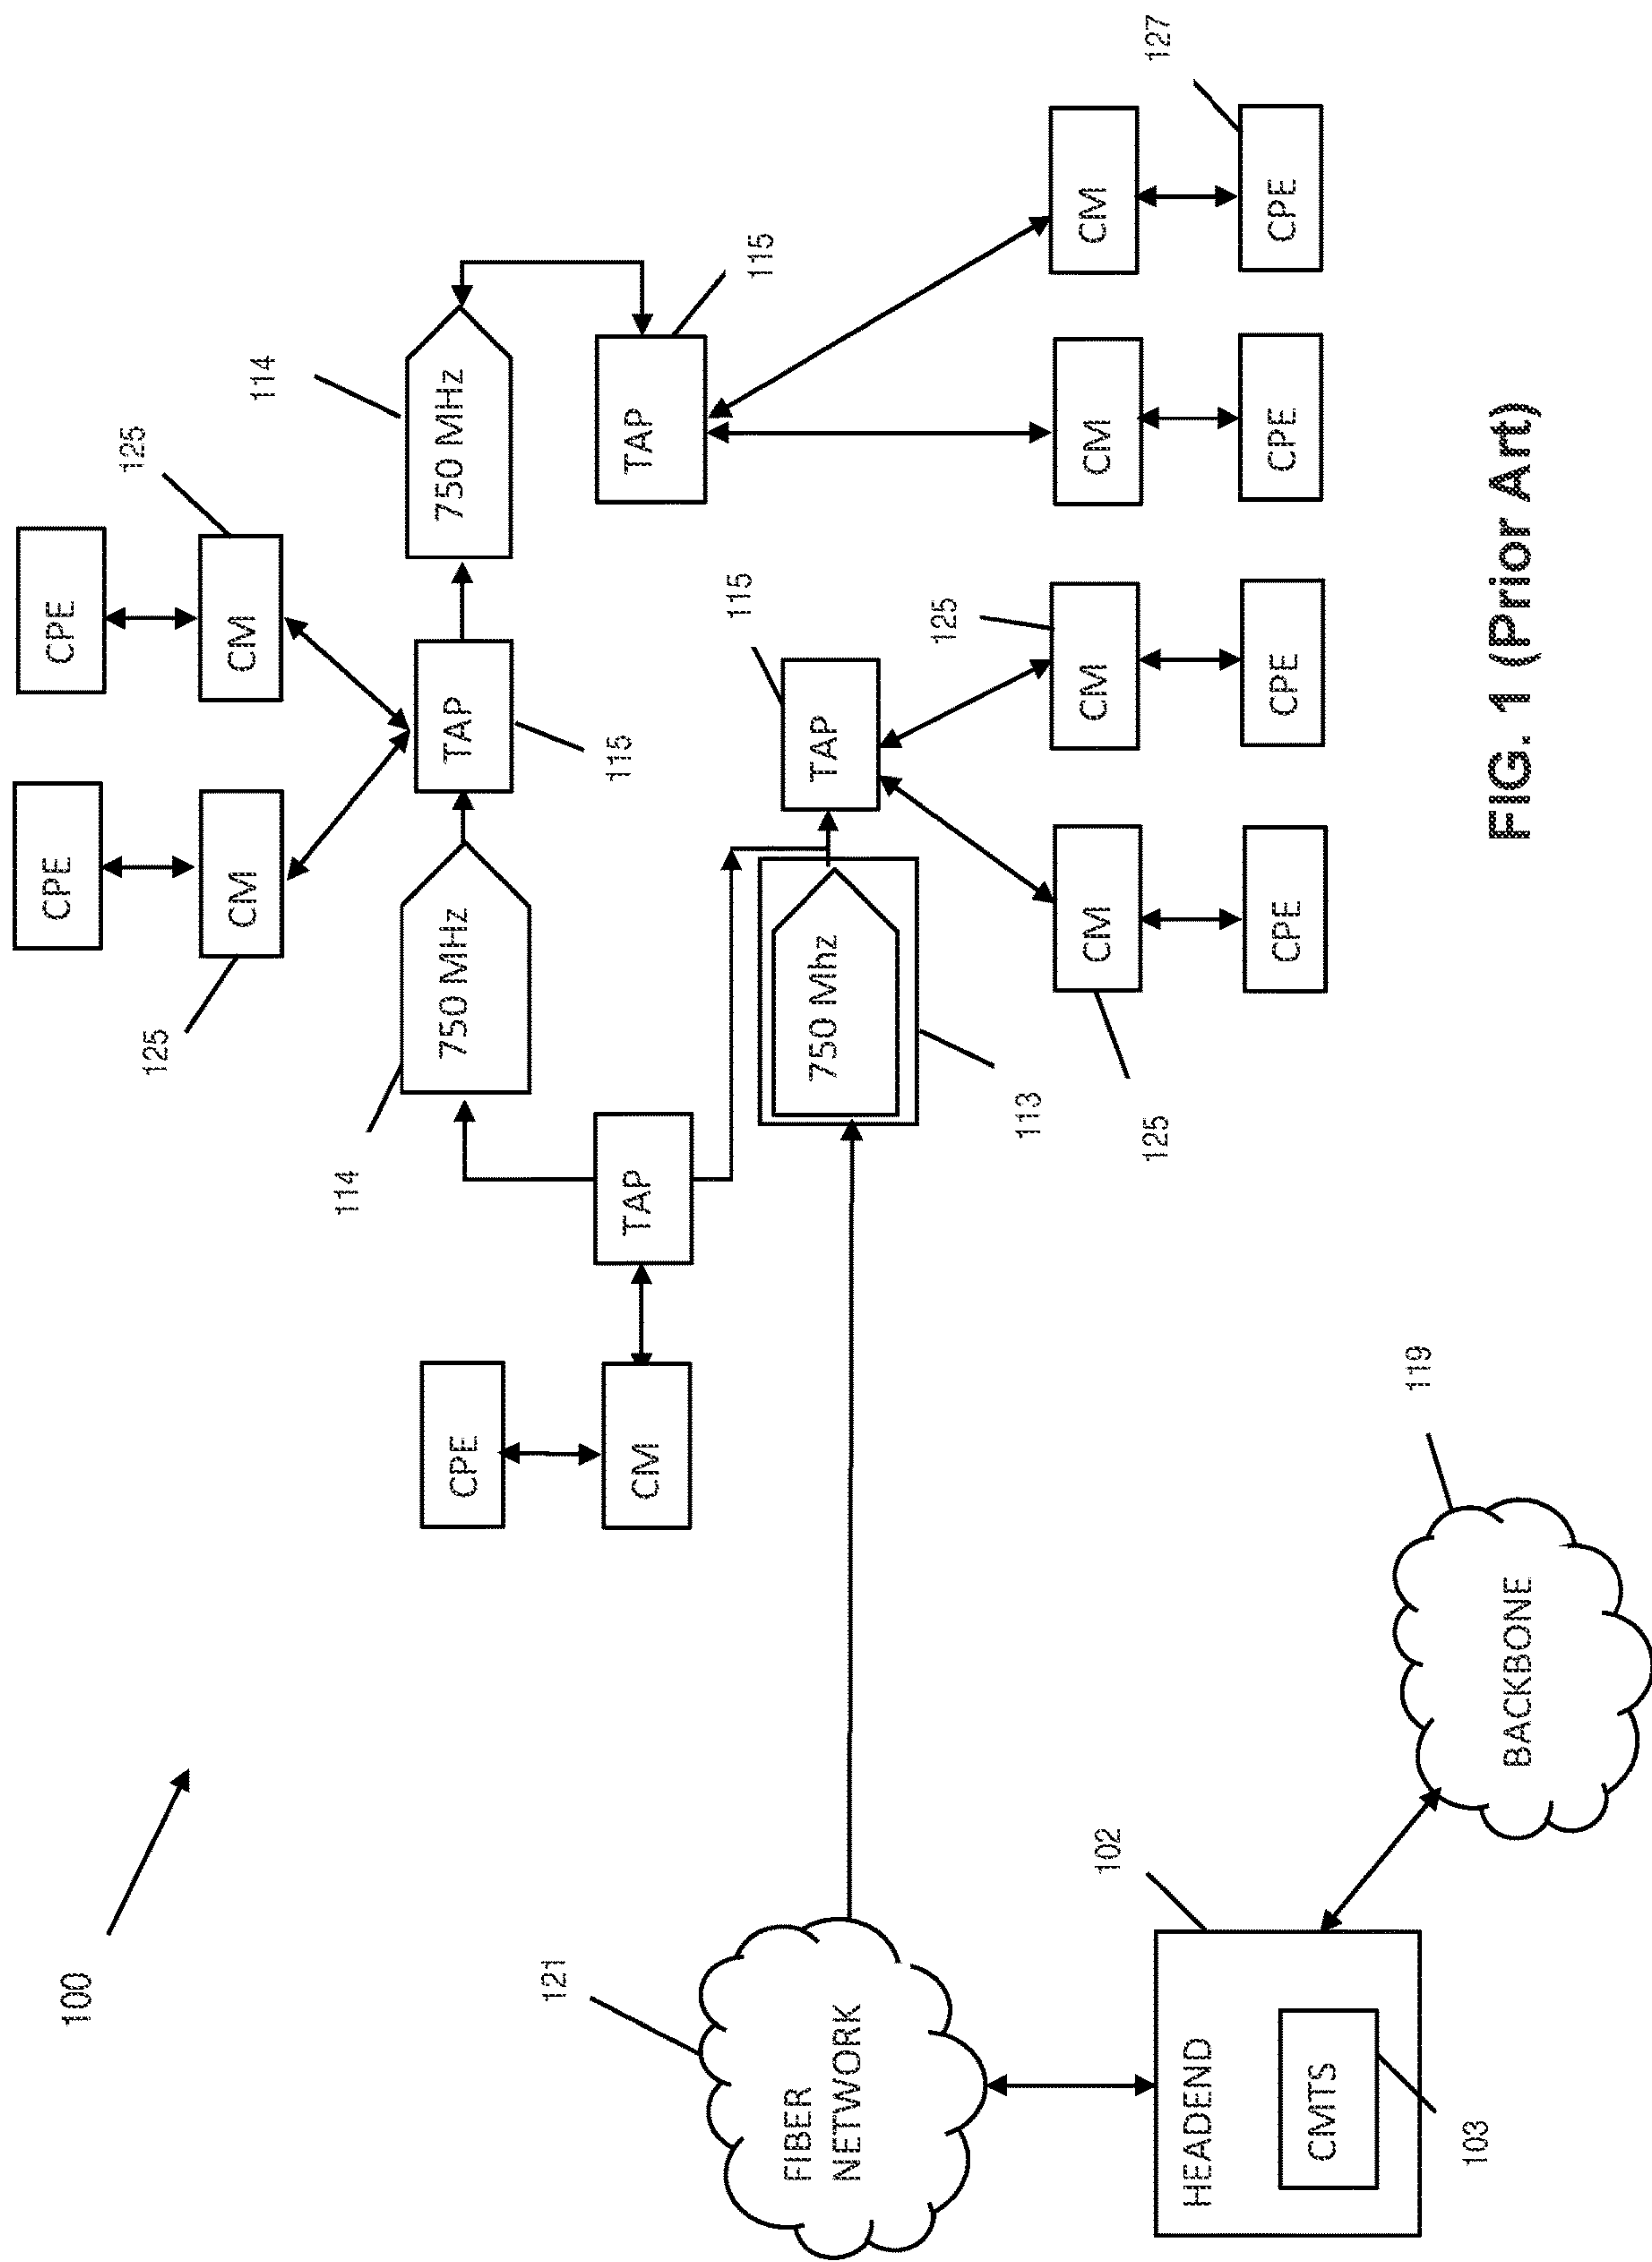 CPE
CPE
100
125
125
CM
CM
114
114
CPE
750 MHz
TAP
750 MHz
121
115
CM
TAP
TAP
115
115
FIBER
NETWORK
750 Mhz
TAP
125
113
CM
CM
CM
CM
102
125
127
HEADEND
CPE
CPE
CPE
CPE
CMTS
119
103
BACKBONE
FIG. 1 (Prior Art)